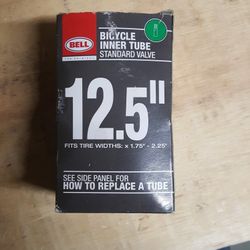 BELL
BICYCLE
INNER TUBE
STANDARD VALVE
12.5"
FITS TIRE WIDTHS: x 1.75" - 2.25"
SEE SIDE PANEL FOR
HOW TO REPLACE A TUBE